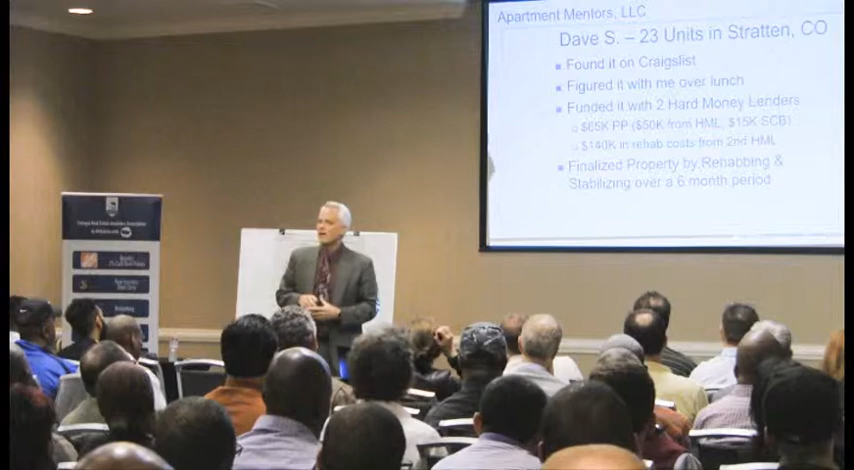 Apartment Mentors, LLC
Dave S. – 23 Units in Stratten, CO
Found it on Craigslist
Figured it with me over lunch
Funded it with 2 Hard Money Lenders
$65K PP ($50K from HML, $15K SCB)
$140K in rehab costs from 2nd HML
Finalized Property by Rehabbing &
Stabilizing over a 6 month period